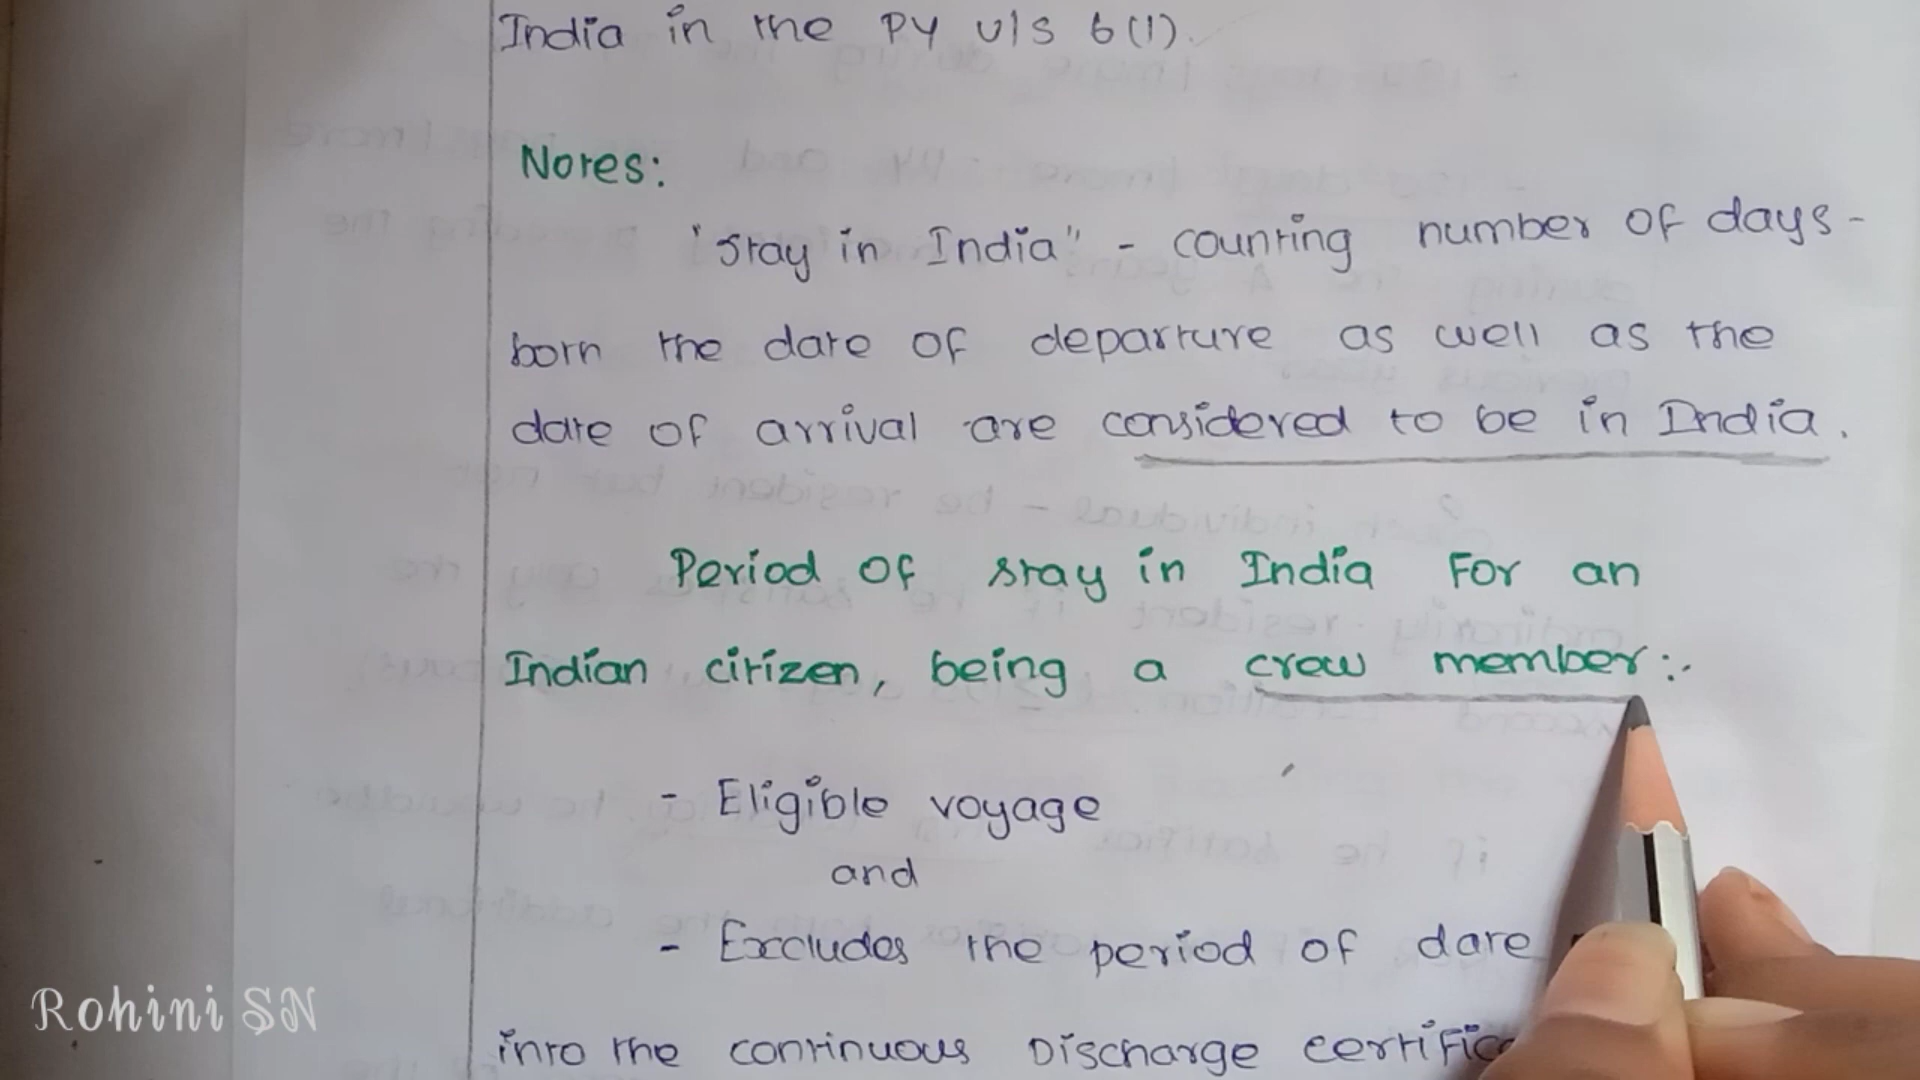 India in the PY U/S 6(1).
Notes:
"Stay in India" - counting number of days -
both the date of departure as well as the
date of arrival are considered to be in India.
Period of stay in India for an
Indian citizen, being a crew member:-
- Eligible voyage
and
- Excludes the period of date
into the continuous Discharge
Rohini SN